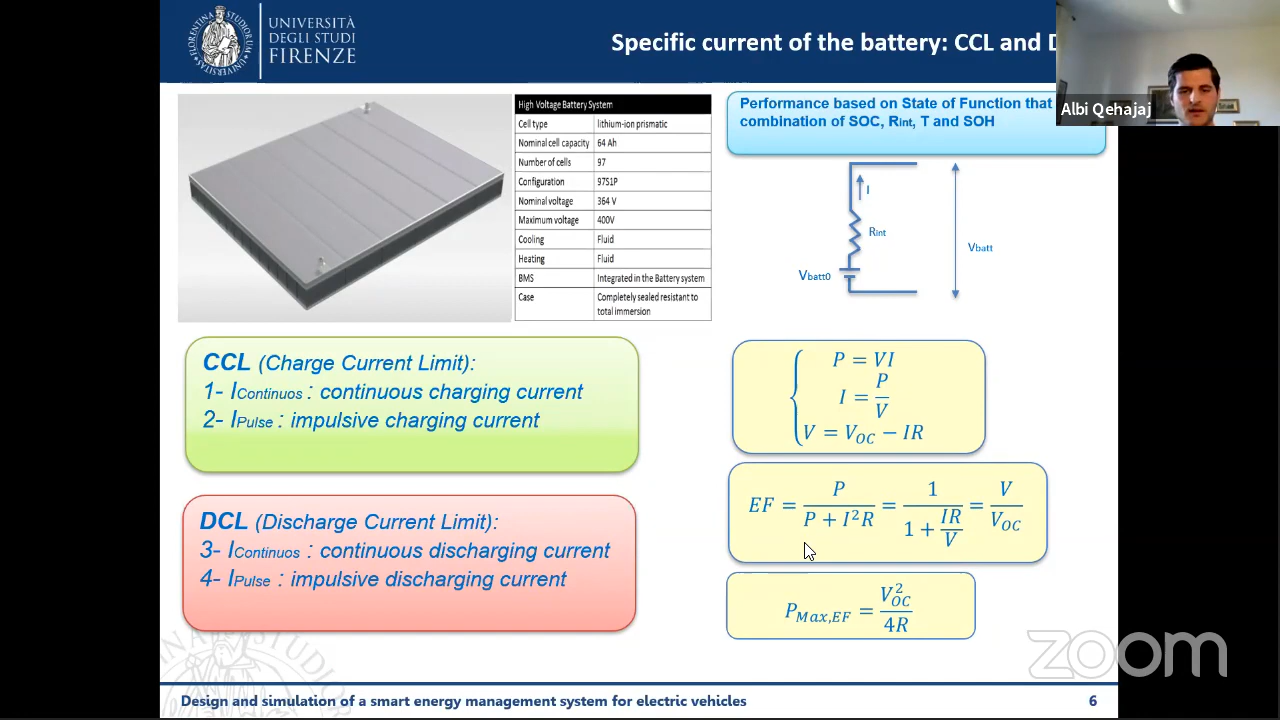 UNIVERSITÀ
DEGLI STUDI
FIRENZE
Specific current of the battery: CCL and D
Albi Qehajaj
High Voltage Battery System
Cell type lithium-ion prismatic
Nominal cell capacity 64 Ah
Number of cells 97
Configuration 97S1P
Nominal voltage 364 V
Maximum voltage 400V
Cooling Fluid
Heating Fluid
BMS Integrated in the Battery system
Case Completely sealed resistant to
total immersion
Performance based on State of Function that
combination of SOC, Rint, T and SOH
I
Rint
Vbatt
Vbatt0
CCL (Charge Current Limit):
1- IContinuos : continuous charging current
2- IPulse : impulsive charging current
DCL (Discharge Current Limit):
3- IContinuos : continuous discharging current
4- IPulse : impulsive discharging current
P = VI
I = P/V
V = V_OC − IR
EF = P/(P + I²R) = 1/(1 + IR/V) = V/V_OC
P_Max,EF = V_OC²/4R
zoom
Design and simulation of a smart energy management system for electric vehicles 6